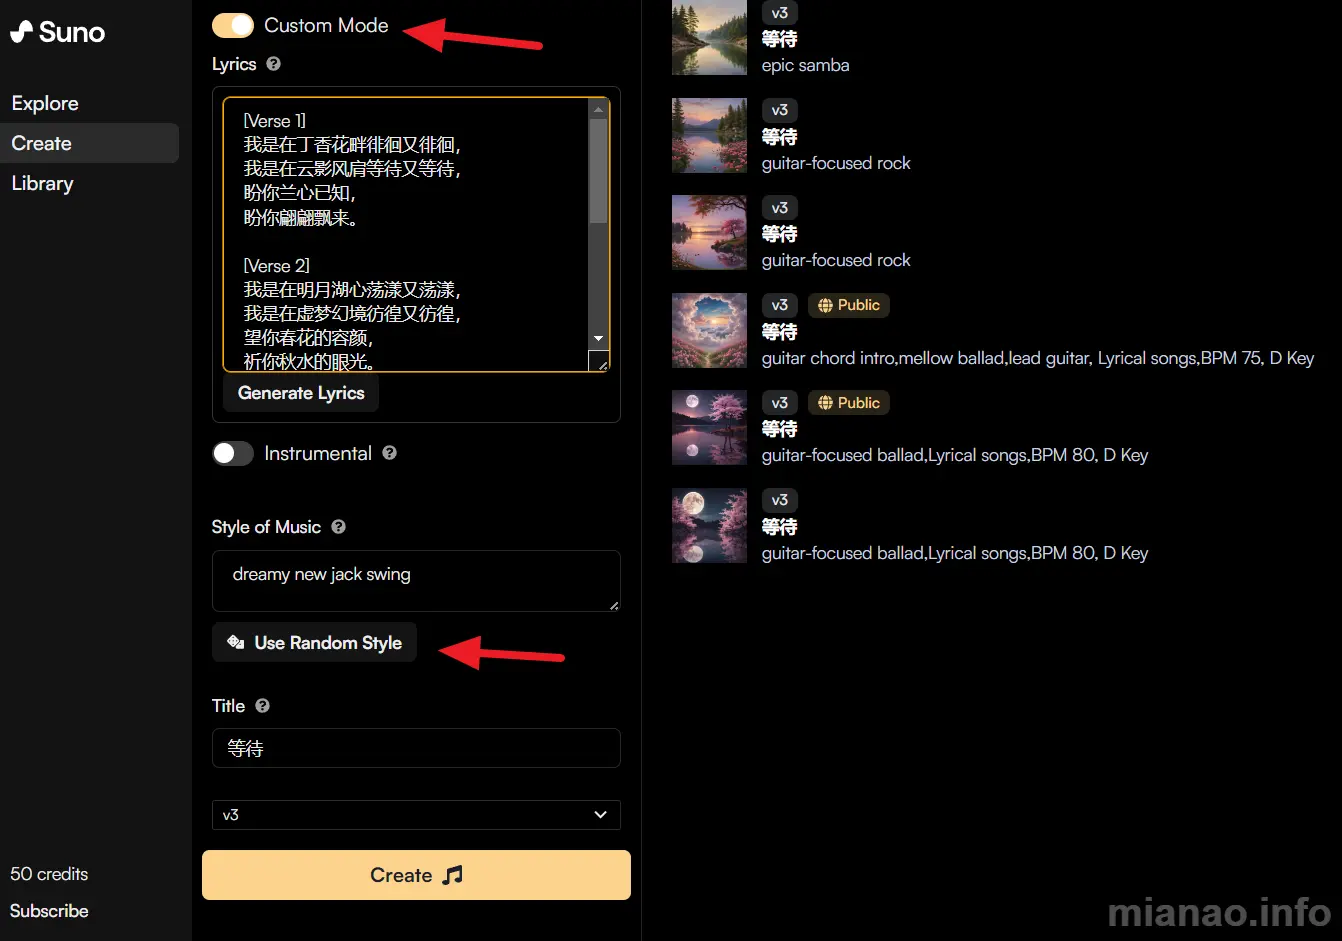 Suno
Explore
Create
Library
50 credits
Subscribe
Custom Mode
Lyrics
[Verse 1]
我是在丁香花畔徘徊又徘徊，
我是在云影风肩等待又等待，
盼你兰心已知，
盼你翩翩飘来。
[Verse 2]
我是在明月湖心荡漾又荡漾，
我是在虚梦幻境彷徨又彷徨，
望你春花的容颜，
祈你秋水的眼光。
Generate Lyrics
Instrumental
Style of Music
dreamy new jack swing
Use Random Style
Title
等待
v3
Create
v3
等待
epic samba
v3
等待
guitar-focused rock
v3
等待
guitar-focused rock
v3 Public
等待
guitar chord intro,mellow ballad,lead guitar, Lyrical songs,BPM 75, D Key
v3 Public
等待
guitar-focused ballad,Lyrical songs,BPM 80, D Key
v3
等待
guitar-focused ballad,Lyrical songs,BPM 80, D Key
mianao.info